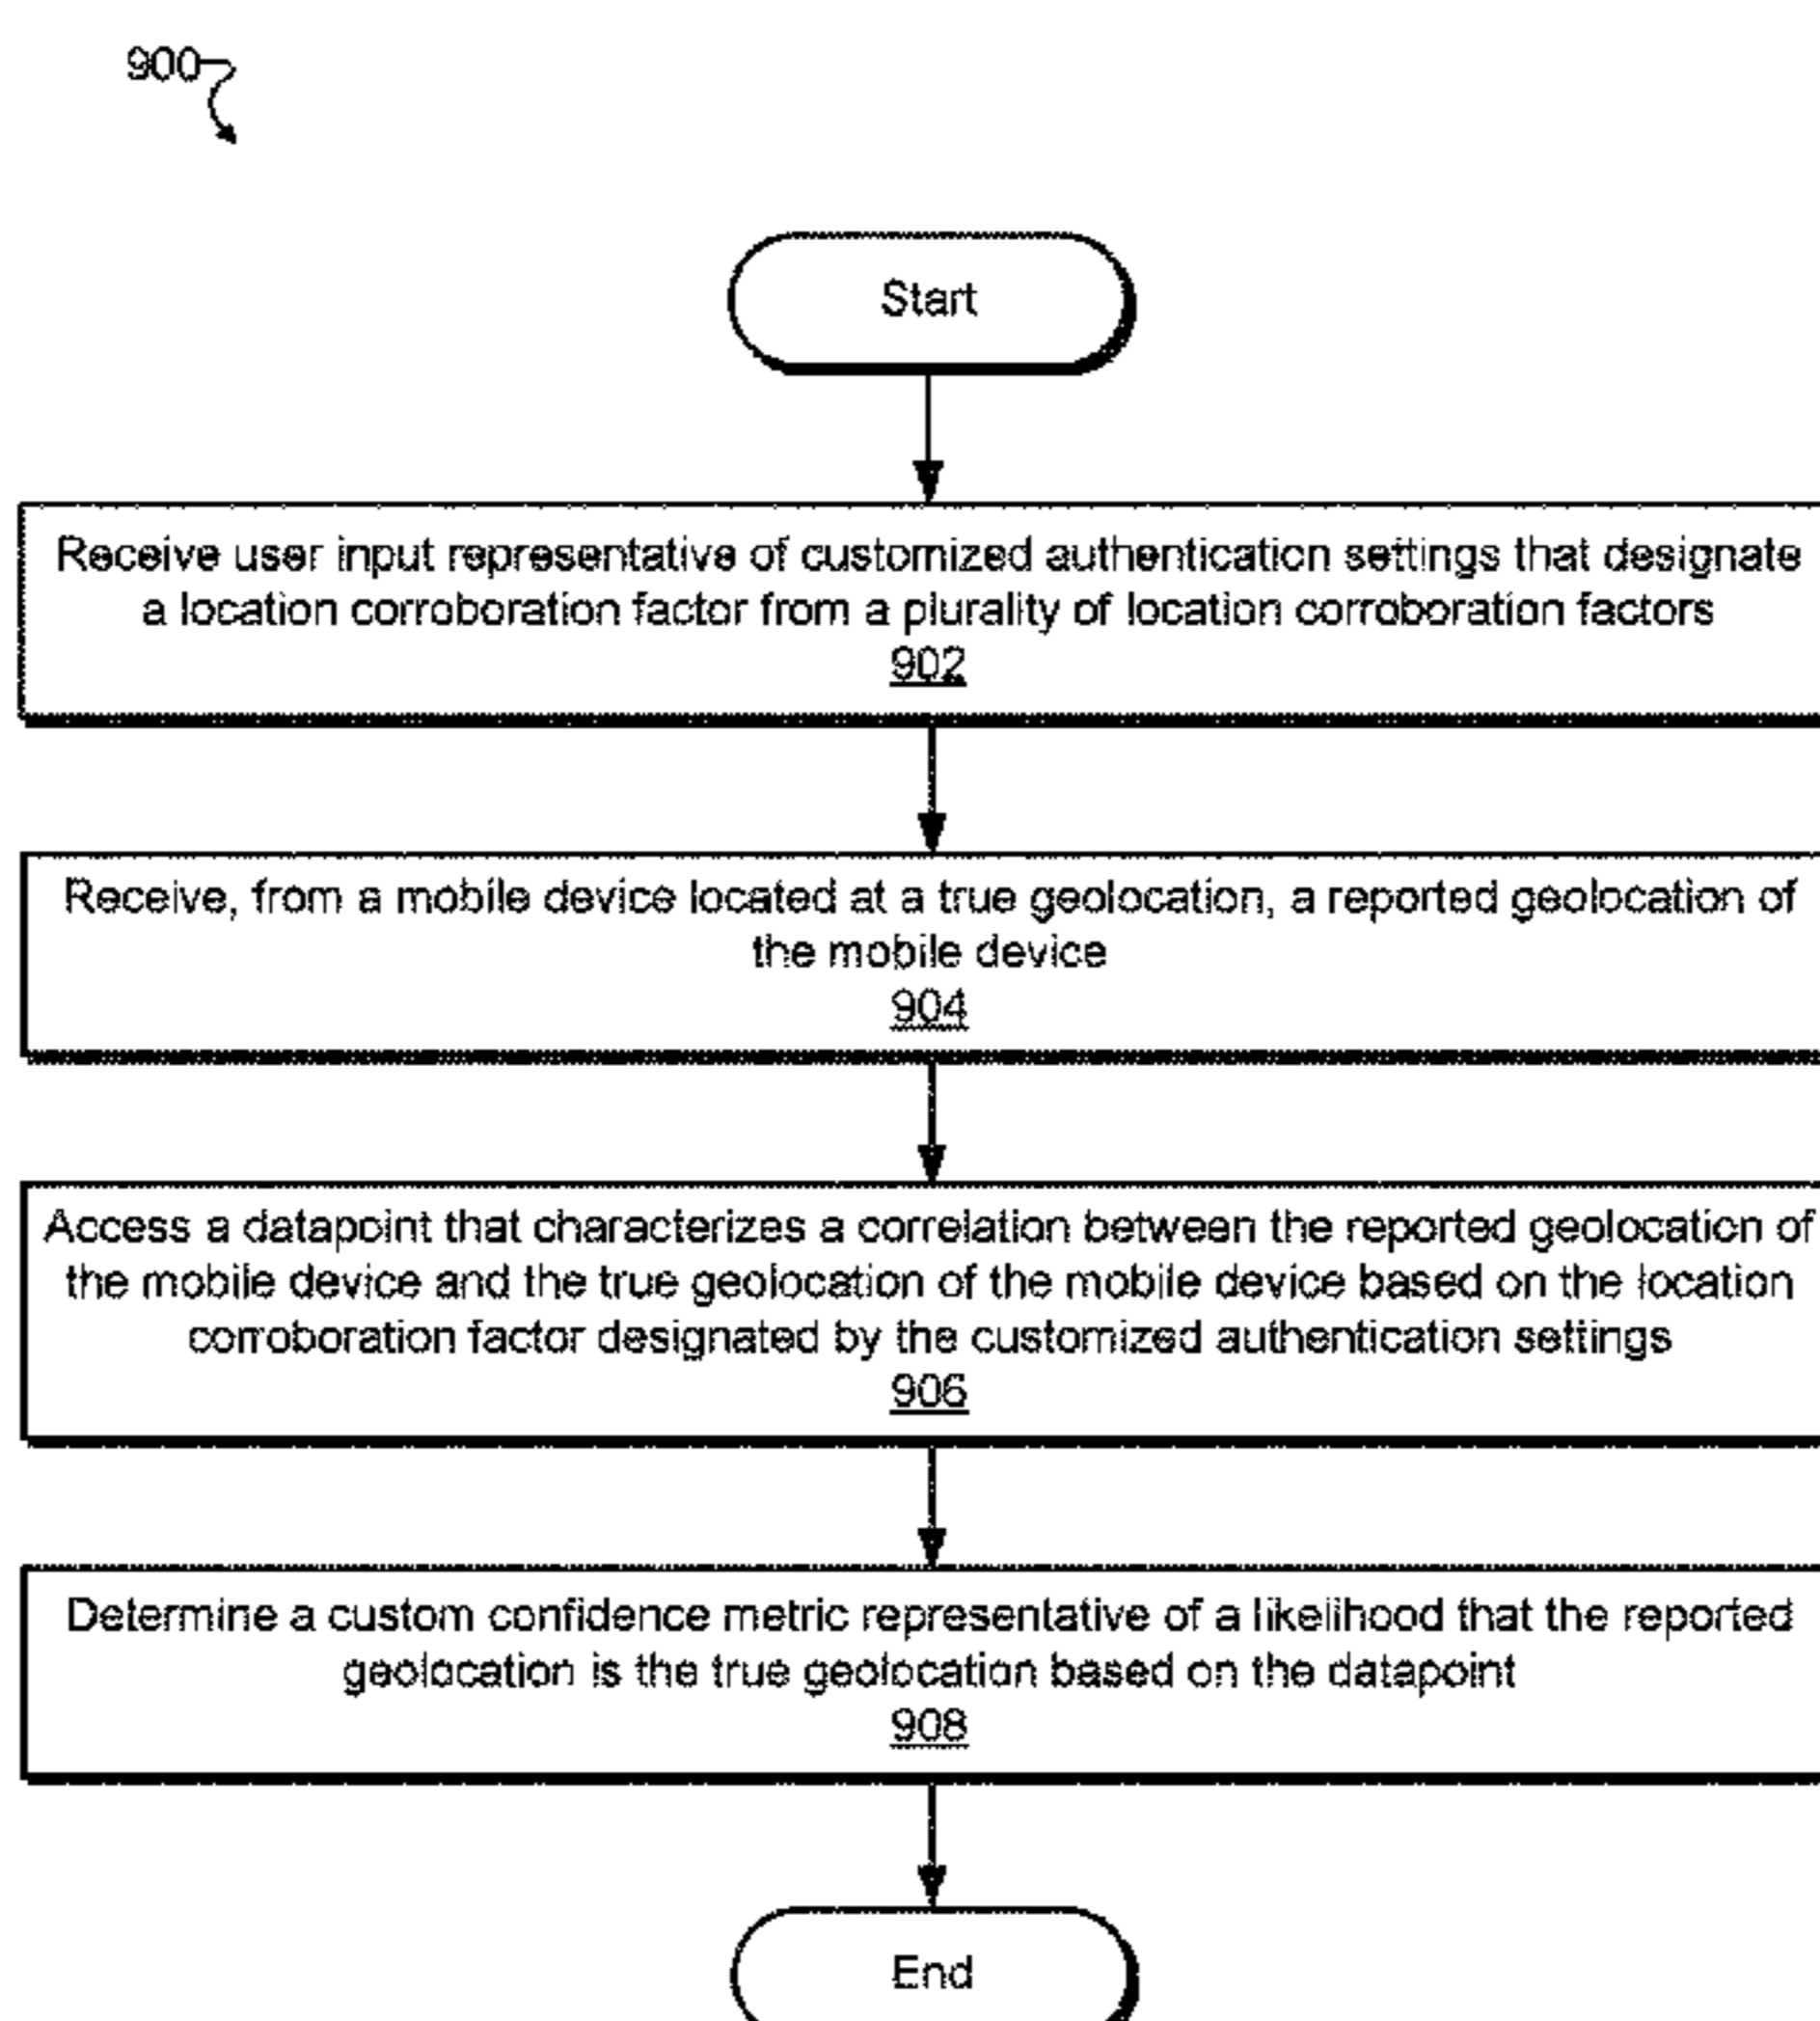 900
Start
Receive user input representative of customized authentication settings that designate
a location corroboration factor from a plurality of location corroboration factors
902
Receive, from a mobile device located at a true geolocation, a reported geolocation of
the mobile device
904
Access a datapoint that characterizes a correlation between the reported geolocation of
the mobile device and the true geolocation of the mobile device based on the location
corroboration factor designated by the customized authentication settings
906
Determine a custom confidence metric representative of a likelihood that the reported
geolocation is the true geolocation based on the datapoint
908
End